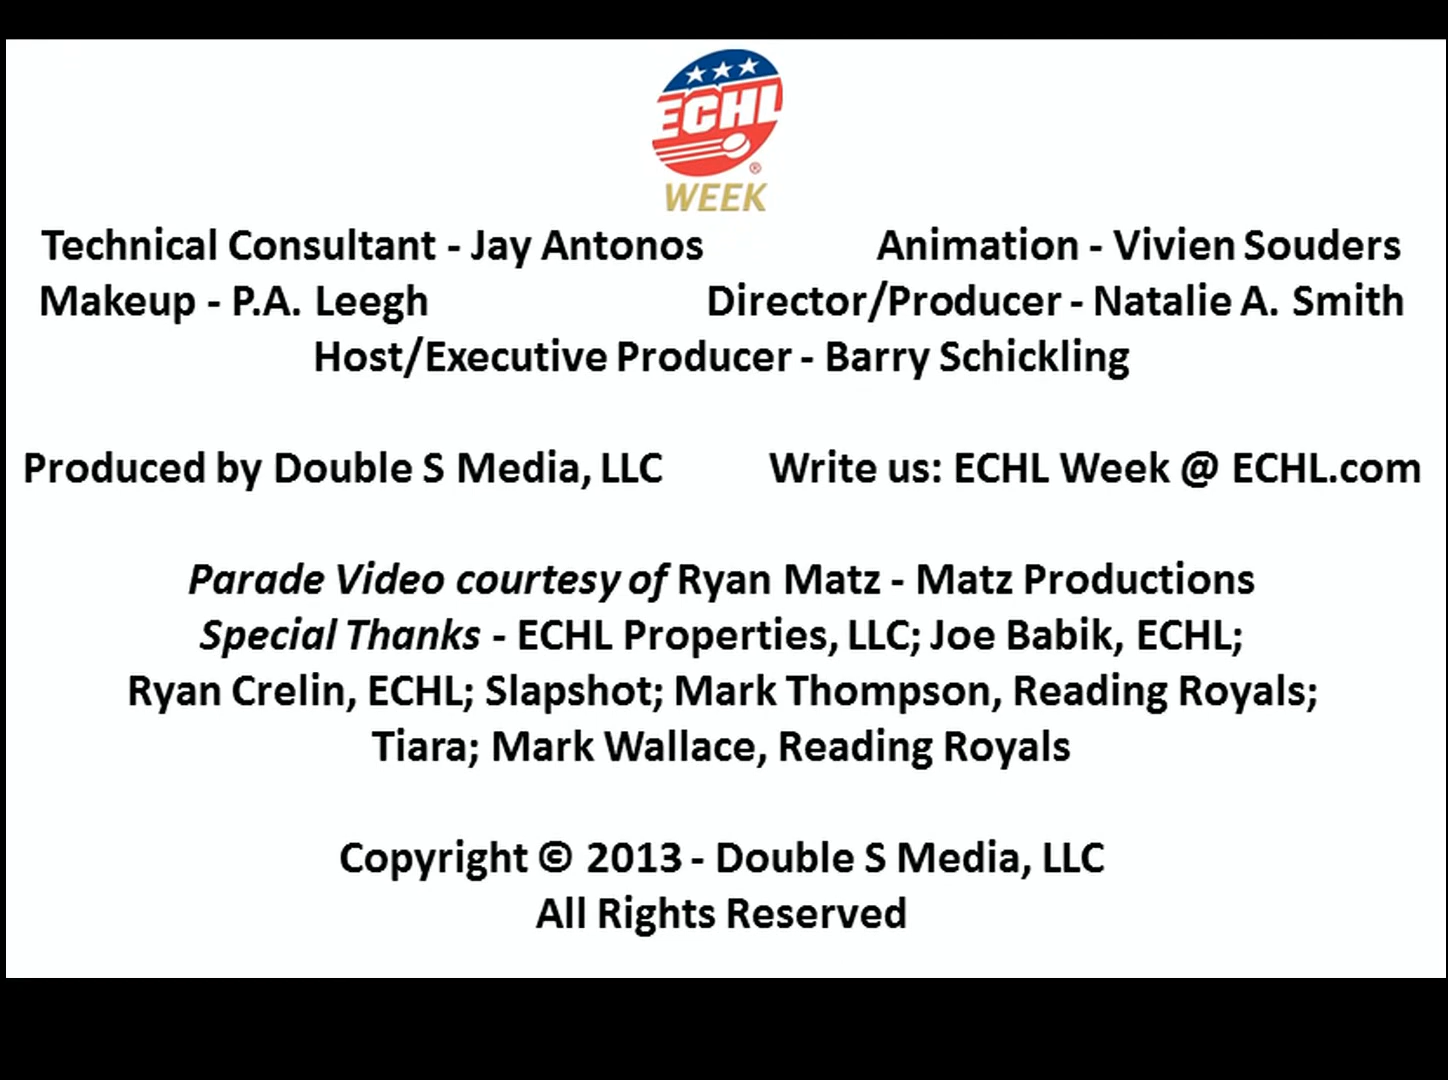 ECHL
®
WEEK
Technical Consultant - Jay Antonos Animation - Vivien Souders
Makeup - P.A. Leegh Director/Producer - Natalie A. Smith
Host/Executive Producer - Barry Schickling
Produced by Double S Media, LLC Write us: ECHL Week @ ECHL.com
Parade Video courtesy of Ryan Matz - Matz Productions
Special Thanks - ECHL Properties, LLC; Joe Babik, ECHL;
Ryan Crelin, ECHL; Slapshot; Mark Thompson, Reading Royals;
Tiara; Mark Wallace, Reading Royals
Copyright © 2013 - Double S Media, LLC
All Rights Reserved